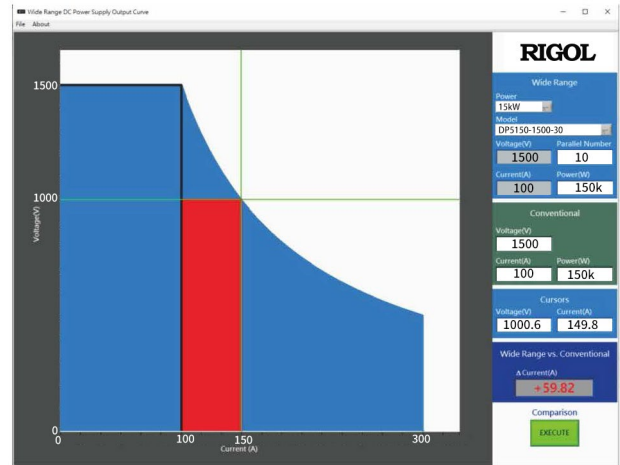 Wide Range DC Power Supply Output Curve
File About
RIGOL
Wide Range
Power
15kW
Model
DP5150-1500-30
Voltage(V) Parallel Number
1500 10
Current(A) Power(W)
100 150k
Conventional
Voltage(V)
1500
Current(A) Power(W)
100 150k
Cursors
Voltage(V) Current(A)
1000.6 149.8
Wide Range vs. Conventional
Δ Current(A)
+59.82
Comparison
EXECUTE
1500
1000
Voltage(V)
0
0 100 150 300
Current (A)